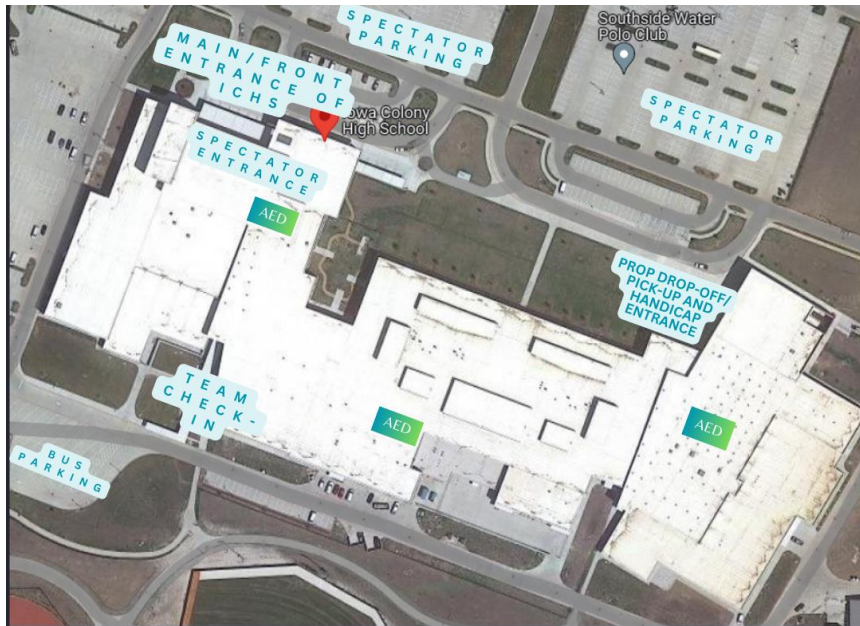 MAIN/FRONT
ENTRANCE OF
ICHS
SPECTATOR
PARKING
Southside Water
Polo Club
SPECTATOR
PARKING
Iowa Colony
High School
SPECTATOR
ENTRANCE
AED
PROP DROP-OFF/
PICK-UP AND
HANDICAP
ENTRANCE
TEAM
CHECK-
IN
AED
AED
BUS
PARKING